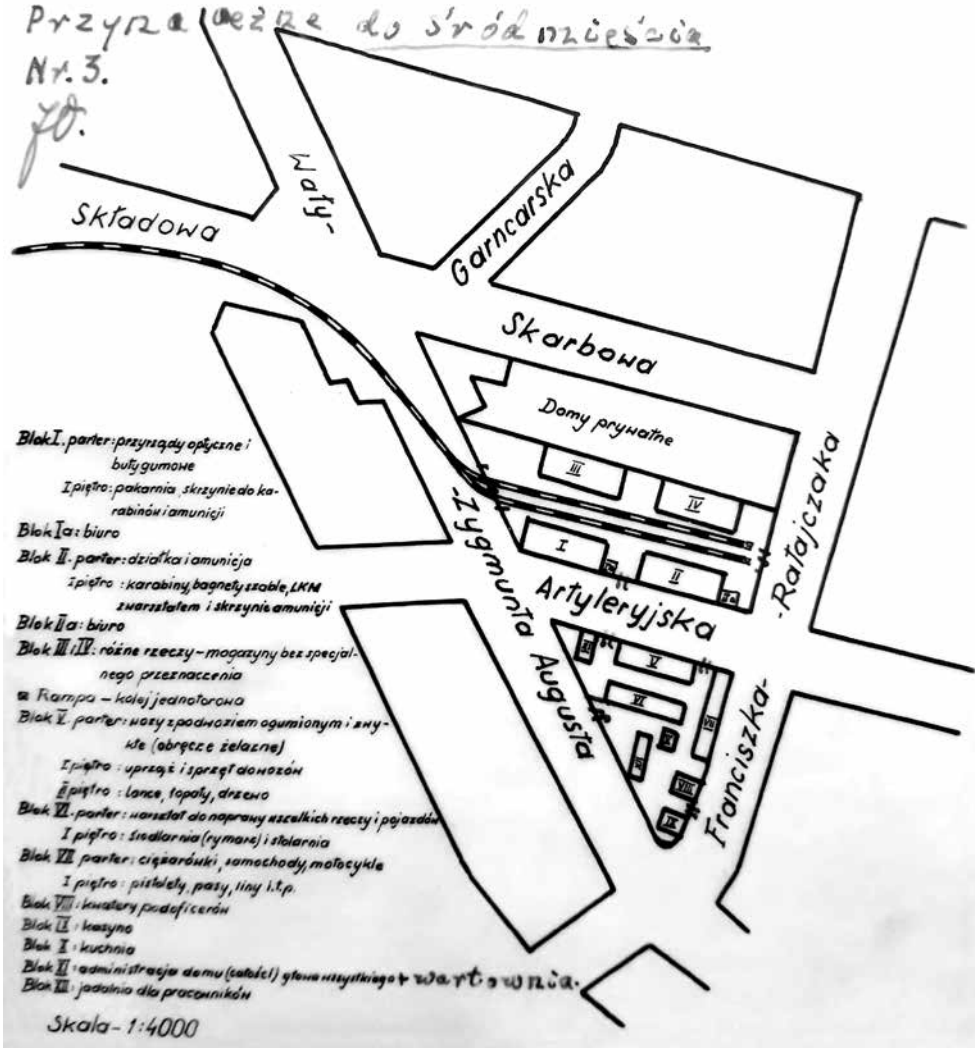 Przynależne do śródmieścia
Nr. 3.
Wały-
Składowa
Garncarska
Skarbowa
Domy prywatne
III
IV
I
Ia
II
IIa
Artyleryjska
-Zygmunta Augusta
-Ratajczaka
Franciszka-
V
VI
VII
VIII
IX
Blok I. parter: przyrządy optyczne i
buty gumowe
I piętro: pakarnia, skrzynie do ka-
rabinów i amunicji
Blok Ia: biuro
Blok II. parter: działka i amunicja
I piętro: karabiny, bagnety szable, LKM
z warsztatem i skrzynie amunicji
Blok IIa: biuro
Blok III i IV: różne rzeczy – magazyny bez specjal-
nego przeznaczenia
Rampa – kolej jednotorowa
Blok V. parter: wozy z podwoziem ogumionym i zwy-
kłe (obręcze żelazne)
I piętro: uprząż i sprzęt do wozów
II piętro: lance, łopaty, drzewo
Blok VI. parter: warsztat do naprawy wszelkich rzeczy i pojazdów
I piętro: siodlarnia (rymarz) i stolarnia
Blok VII parter: ciężarówki, samochody, motocykle
I piętro: pistolety, pasy, liny i.t.p.
Blok VIII: kwatery podoficerów
Blok IX: kasyno
Blok X: kuchnia
Blok XI: administracja domu (całości) wszystkiego + wartownia.
Blok XII: jadalnia dla pracowników
Skala - 1:4000